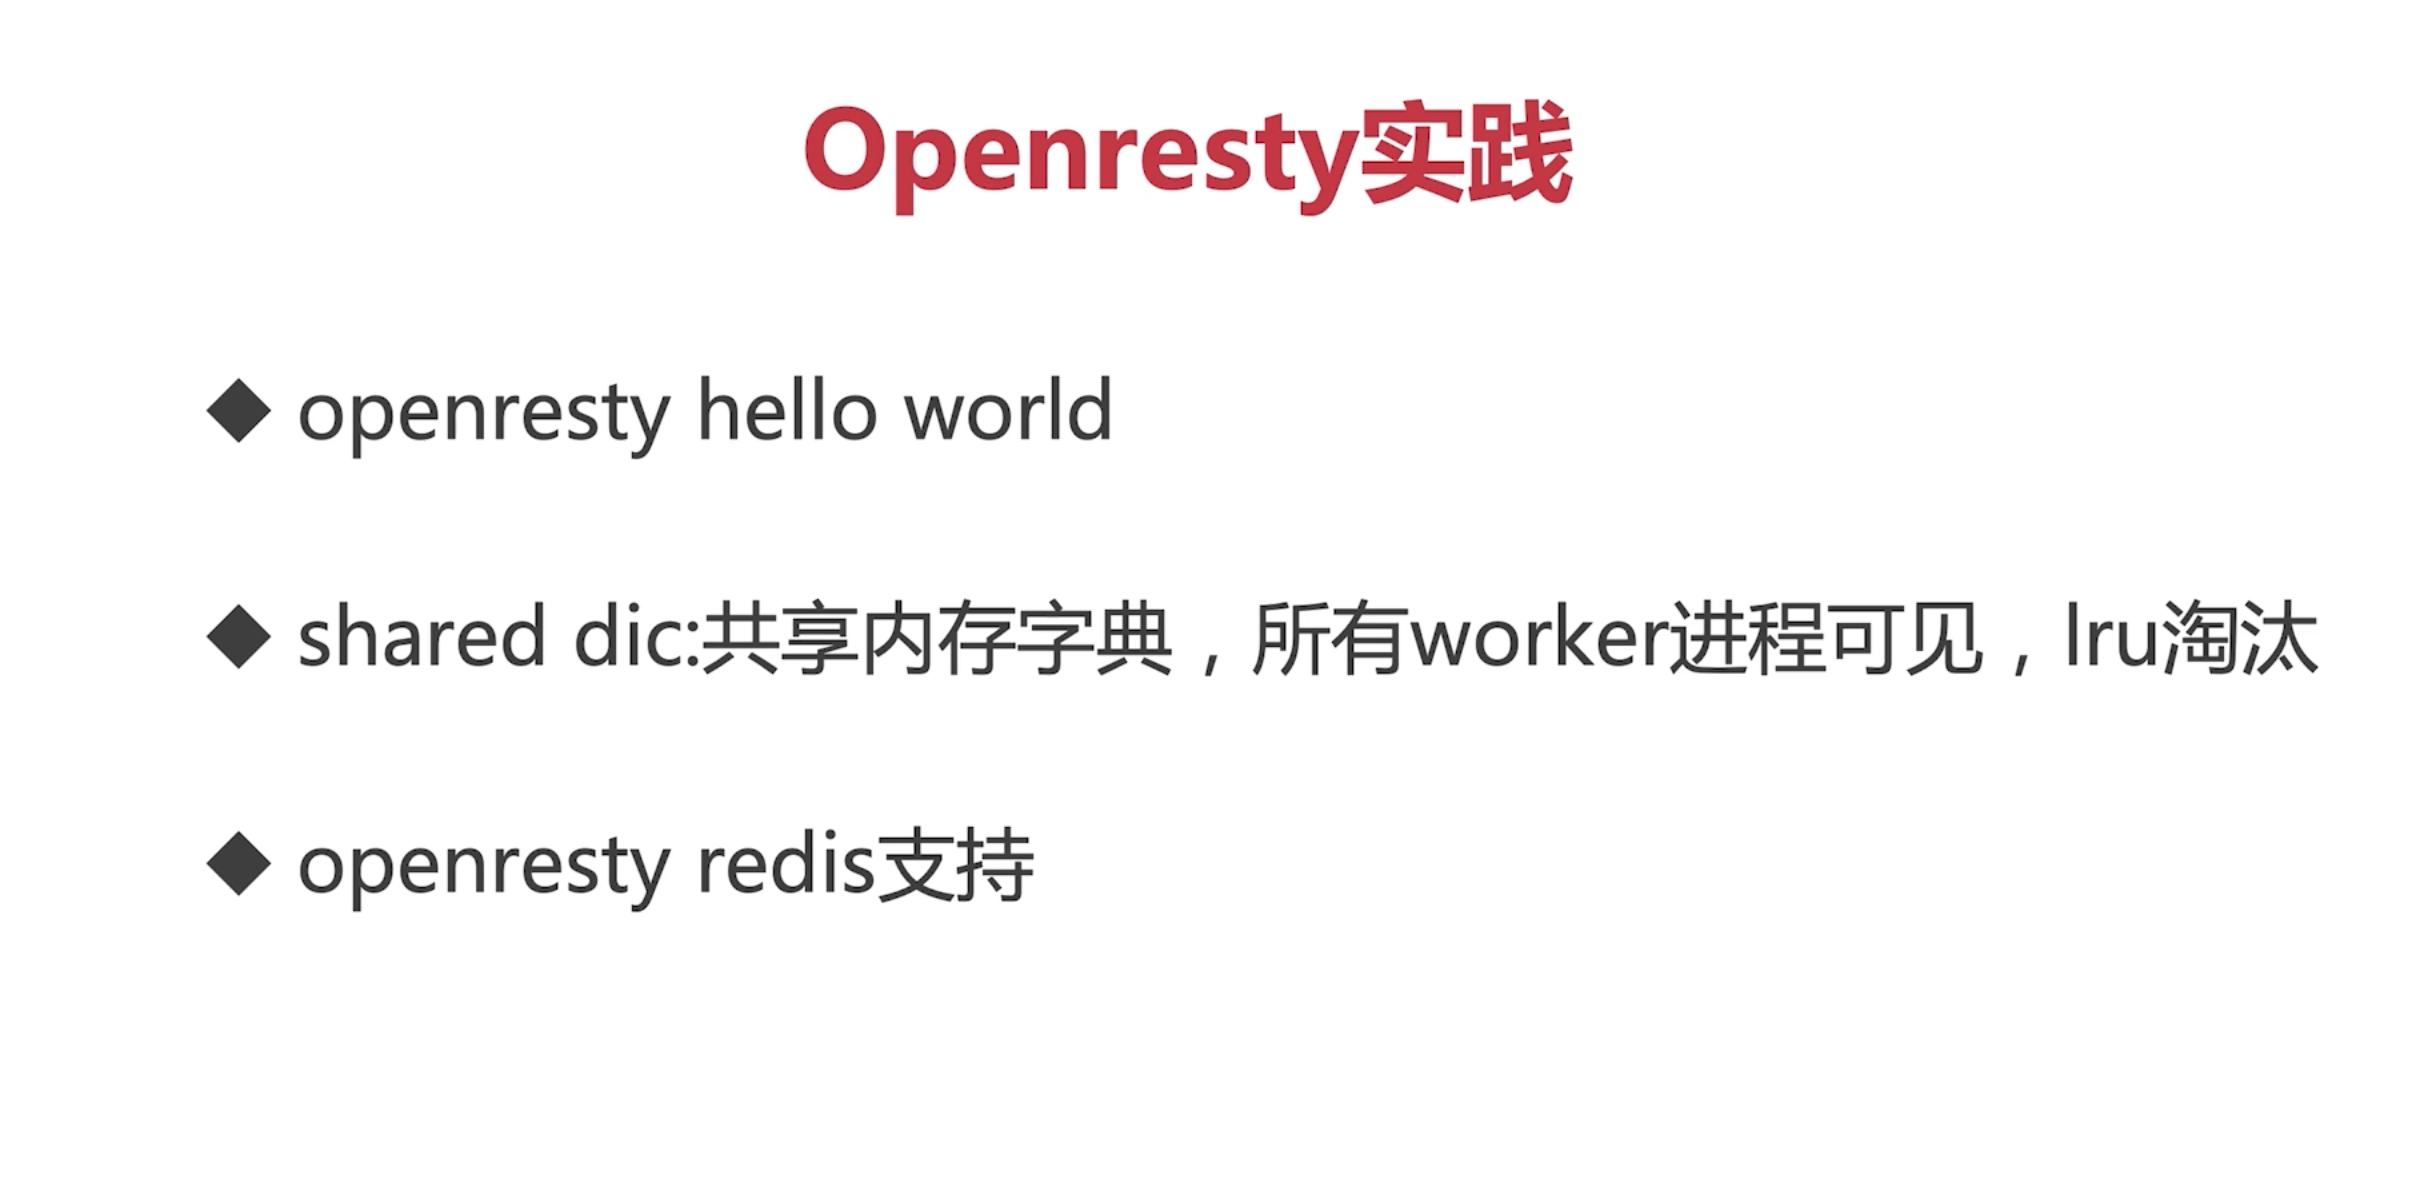 Openresty实践
◆ openresty hello world
◆ shared dic:共享内存字典，所有worker进程可见，lru淘汰
◆ openresty redis支持